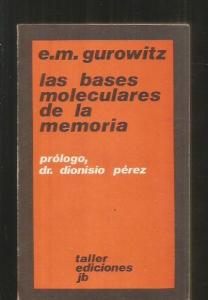 e.m. gurowitz
las bases
moleculares
de la
memoria
prólogo,
dr. dionisio pérez
taller
ediciones
jb